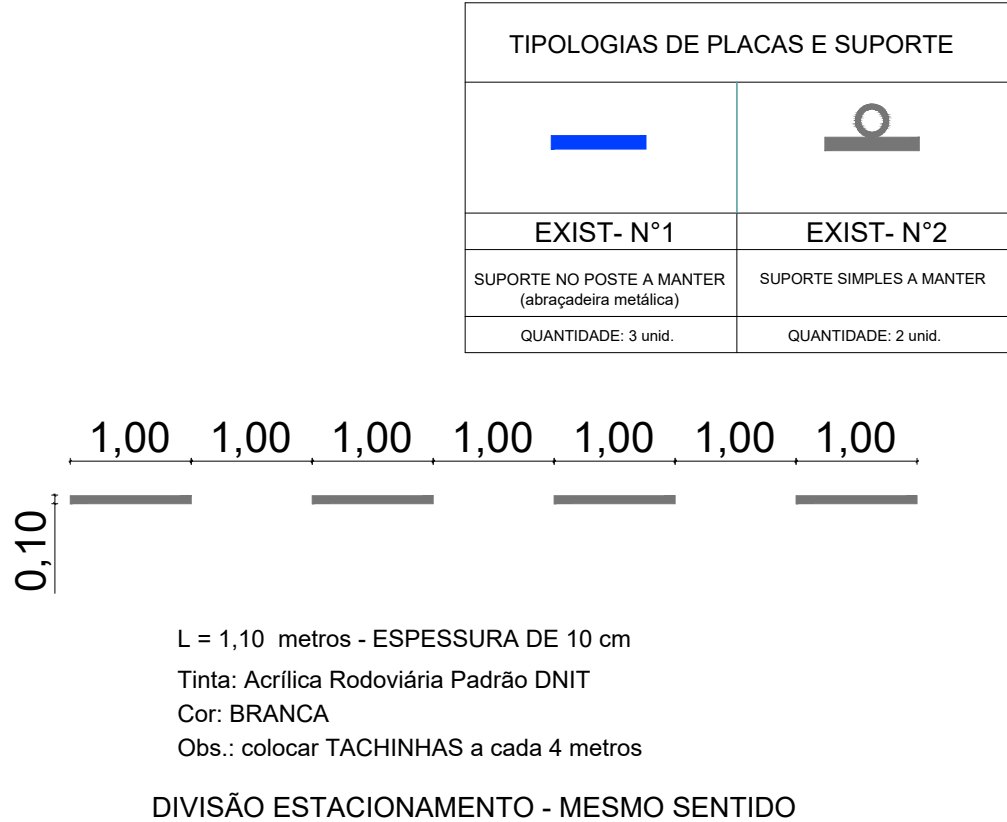 TIPOLOGIAS DE PLACAS E SUPORTE
EXIST- N°1
EXIST- N°2
SUPORTE NO POSTE A MANTER
(abraçadeira metálica)
SUPORTE SIMPLES A MANTER
QUANTIDADE: 3 unid.
QUANTIDADE: 2 unid.
1,00 1,00 1,00 1,00 1,00 1,00 1,00
0,10
L = 1,10 metros - ESPESSURA DE 10 cm
Tinta: Acrílica Rodoviária Padrão DNIT
Cor: BRANCA
Obs.: colocar TACHINHAS a cada 4 metros
DIVISÃO ESTACIONAMENTO - MESMO SENTIDO